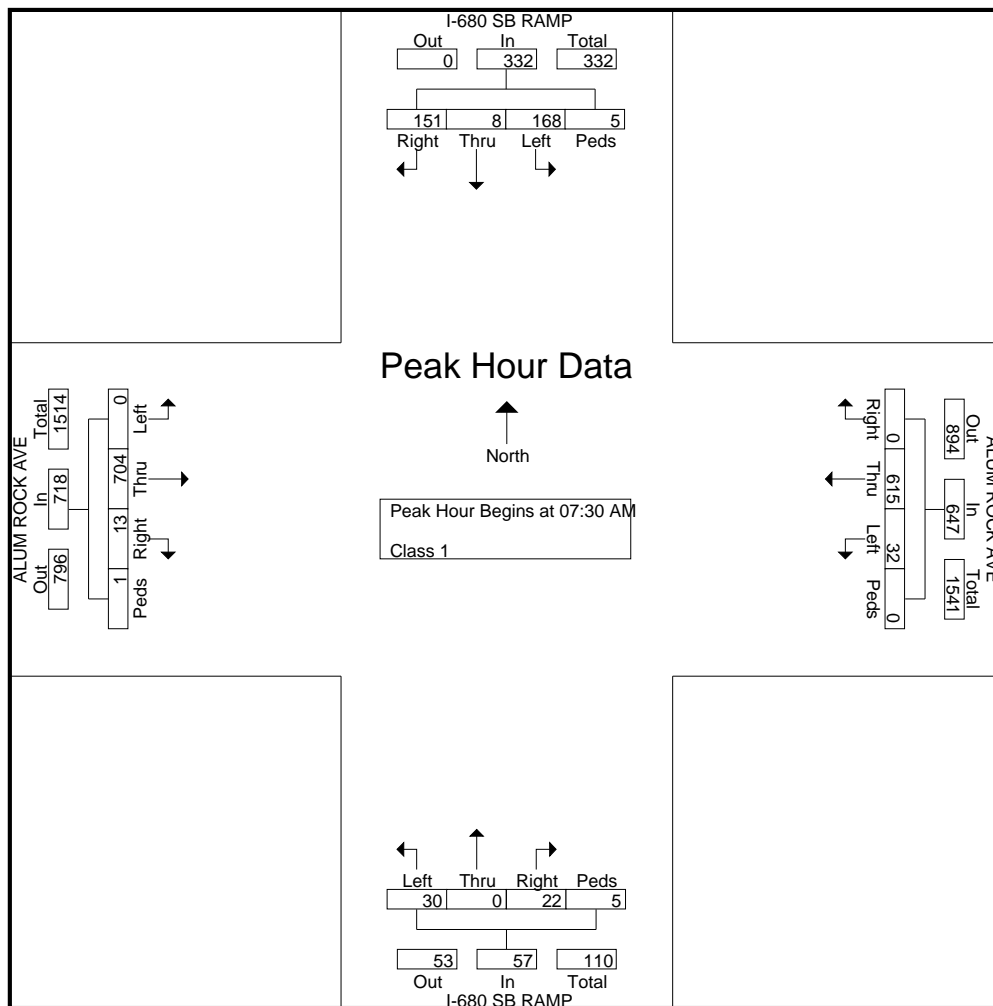 I-680 SB RAMP
Out In Total
0 332 332
151 8 168 5
Right Thru Left Peds
Peak Hour Data
North
Peak Hour Begins at 07:30 AM
Class 1
ALUM ROCK AVE
Out In Total
796 718 1514
Left Thru Right Peds
0 704 13 1
ALUM ROCK AVE
Out In Total
894 647 1541
Right Thru Left Peds
0 615 32 0
Left Thru Right Peds
30 0 22 5
53 57 110
Out In Total
I-680 SB RAMP